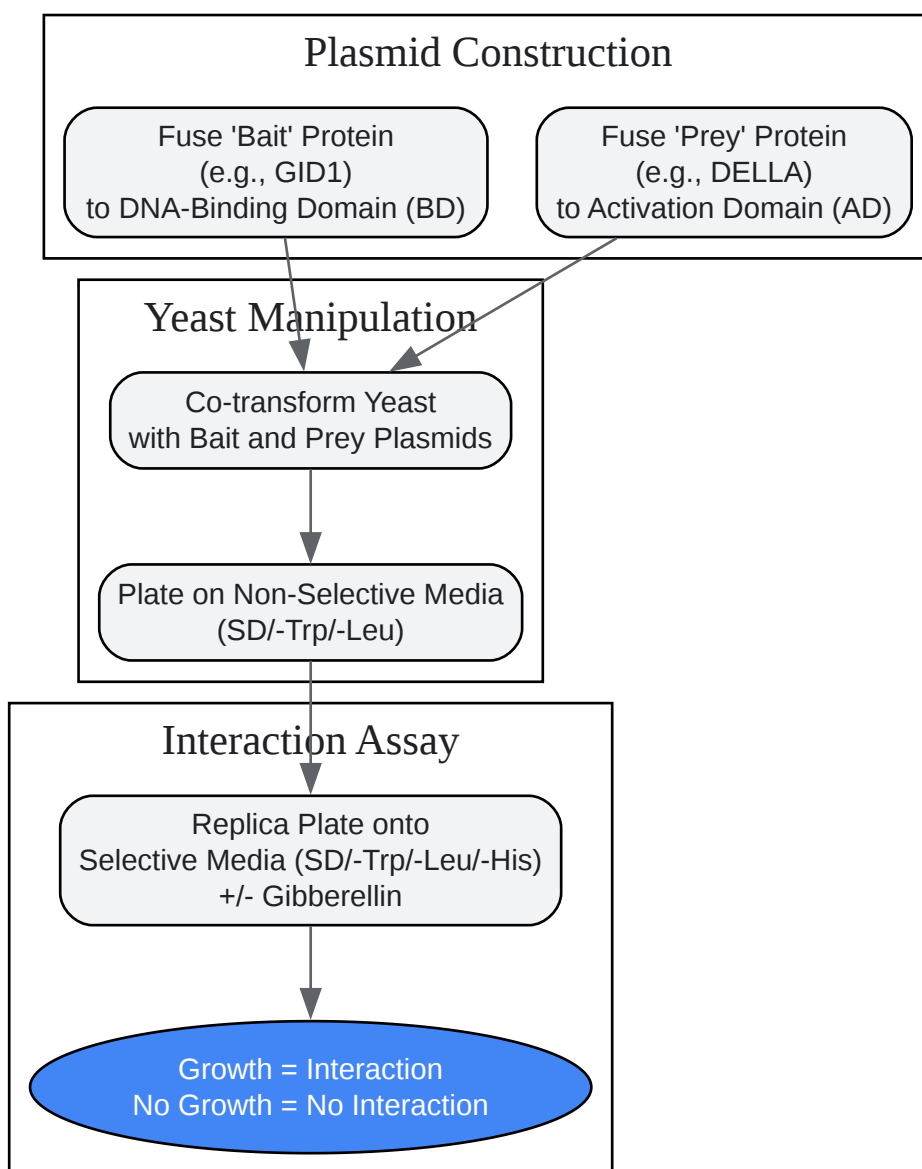 Plasmid Construction
Fuse 'Bait' Protein
(e.g., GID1)
to DNA-Binding Domain (BD)
Fuse 'Prey' Protein
(e.g., DELLA)
to Activation Domain (AD)
Yeast Manipulation
Co-transform Yeast
with Bait and Prey Plasmids
Plate on Non-Selective Media
(SD/-Trp/-Leu)
Interaction Assay
Replica Plate onto
Selective Media (SD/-Trp/-Leu/-His)
+/- Gibberellin
Growth = Interaction
No Growth = No Interaction